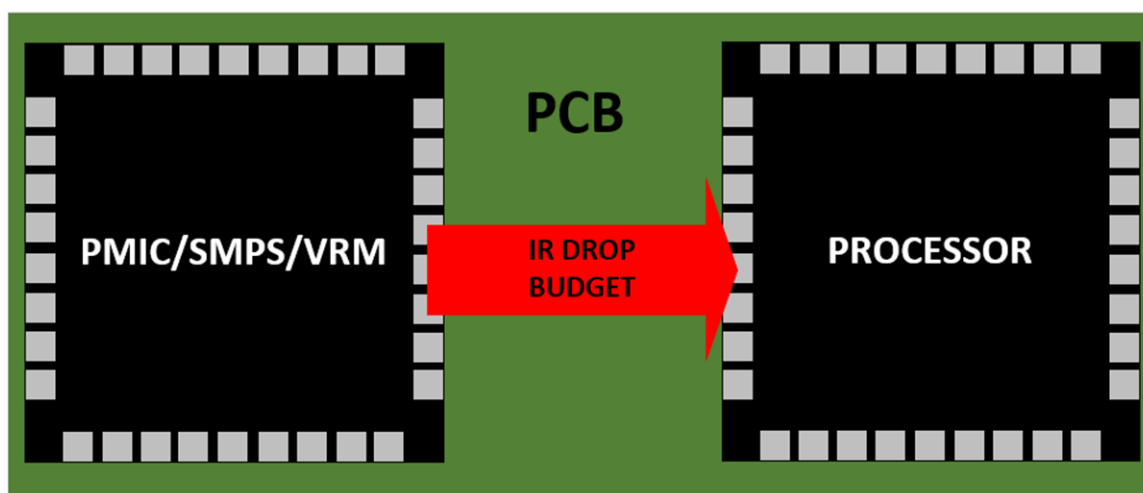 PCB
PMIC/SMPS/VRM
IR DROP
BUDGET
PROCESSOR